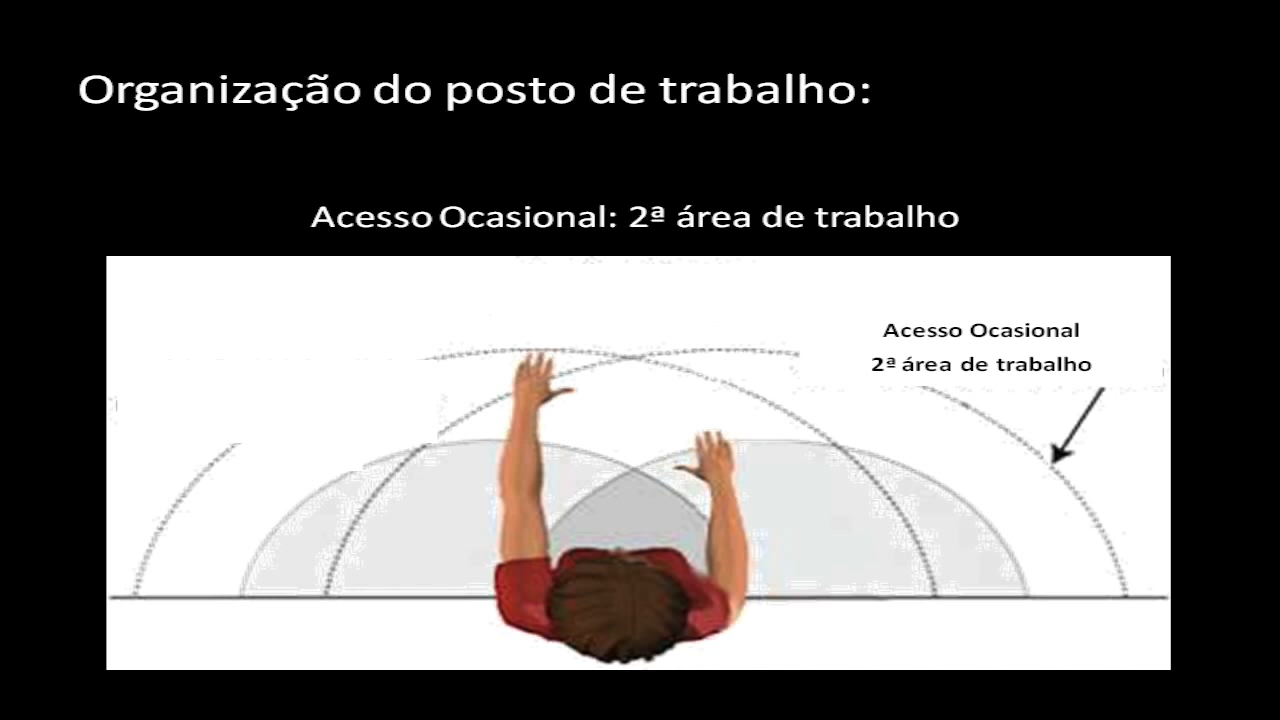 Organização do posto de trabalho:
Acesso Ocasional: 2ª área de trabalho
Acesso Ocasional
2ª área de trabalho